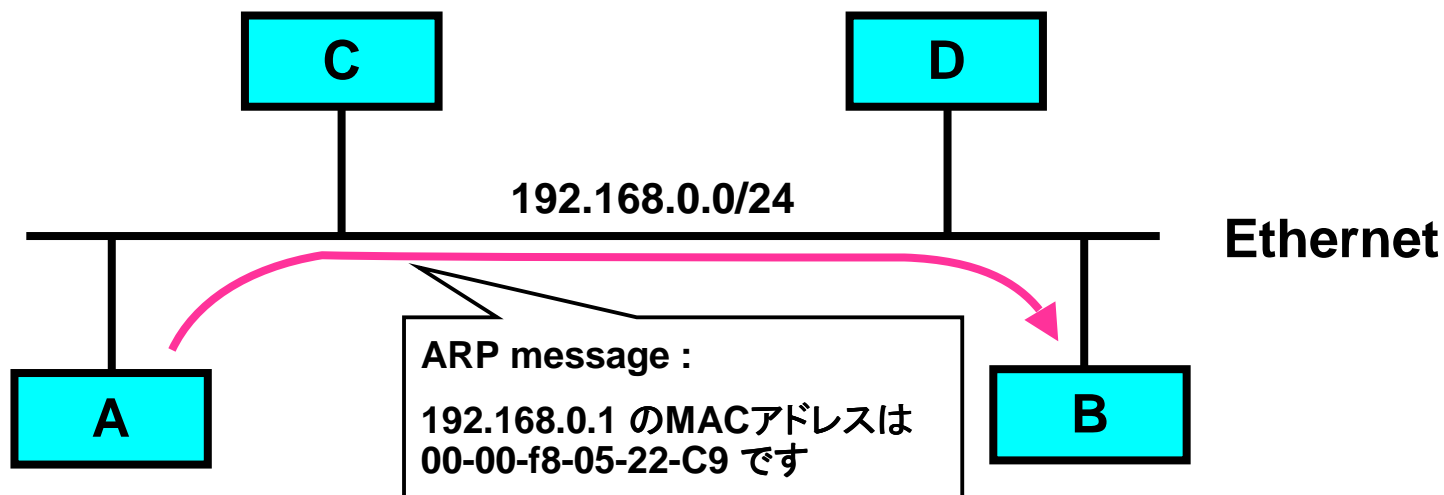 C
D
192.168.0.0/24
Ethernet
ARP message :
192.168.0.1 のMACアドレスは
00-00-f8-05-22-C9 です
A
B